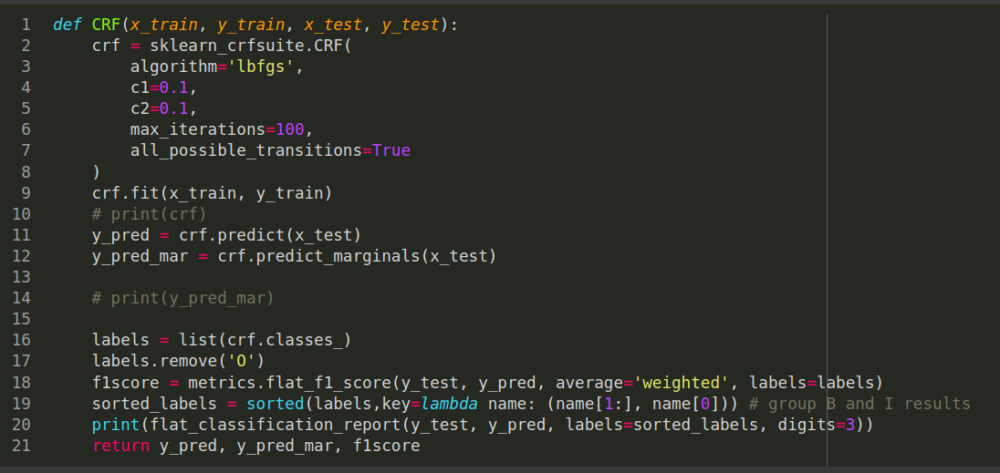 1 def CRF(x_train, y_train, x_test, y_test):
2     crf = sklearn_crfsuite.CRF(
3         algorithm='lbfgs',
4         c1=0.1,
5         c2=0.1,
6         max_iterations=100,
7         all_possible_transitions=True
8     )
9     crf.fit(x_train, y_train)
10     # print(crf)
11     y_pred = crf.predict(x_test)
12     y_pred_mar = crf.predict_marginals(x_test)
13
14     # print(y_pred_mar)
15
16     labels = list(crf.classes_)
17     labels.remove('O')
18     f1score = metrics.flat_f1_score(y_test, y_pred, average='weighted', labels=labels)
19     sorted_labels = sorted(labels,key=lambda name: (name[1:], name[0])) # group B and I results
20     print(flat_classification_report(y_test, y_pred, labels=sorted_labels, digits=3))
21     return y_pred, y_pred_mar, f1score